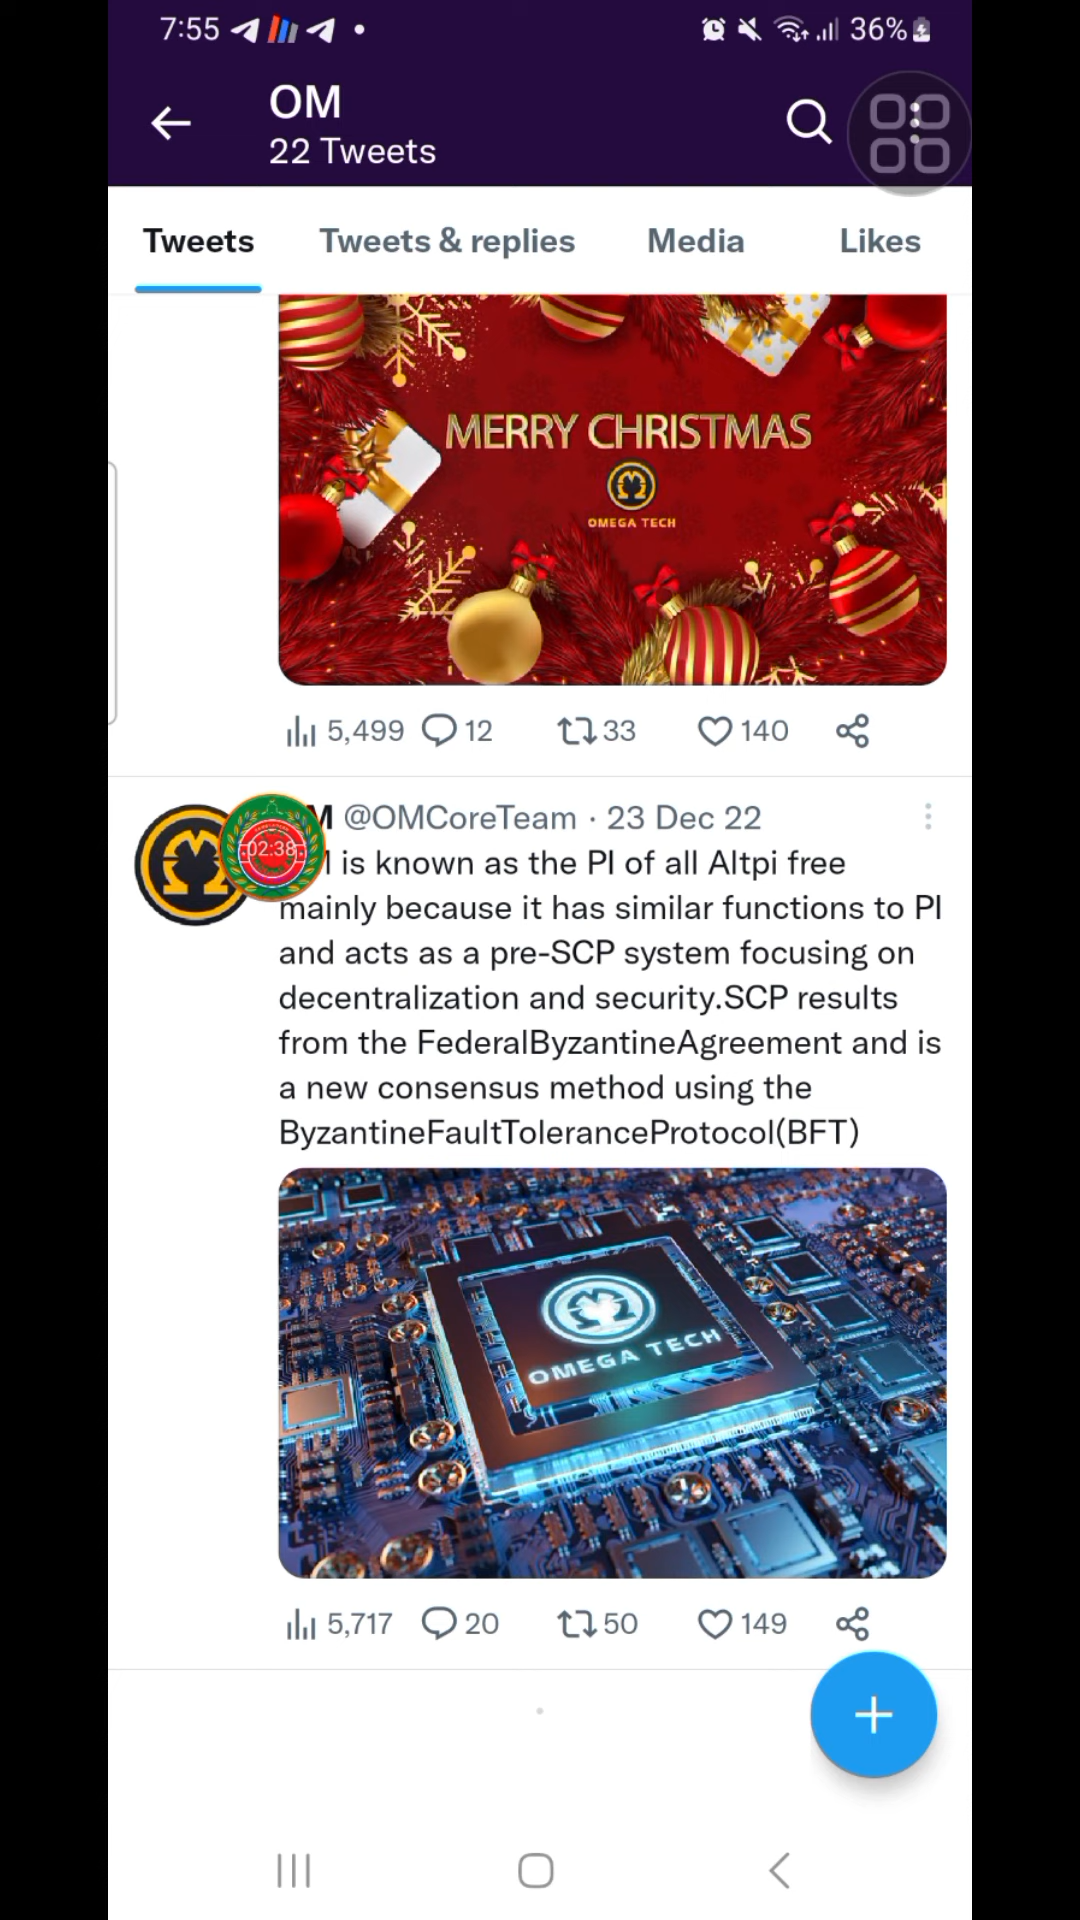 7:55
36%
OM
22 Tweets
Tweets
Tweets & replies
Media
Likes
MERRY CHRISTMAS
OMEGA TECH
5,499
12
33
140
M @OMCoreTeam · 23 Dec 22
02:38
is known as the PI of all Altpi free
mainly because it has similar functions to PI
and acts as a pre-SCP system focusing on
decentralization and security.SCP results
from the FederalByzantineAgreement and is
a new consensus method using the
ByzantineFaultToleranceProtocol(BFT)
OMEGA TECH
5,717
20
50
149